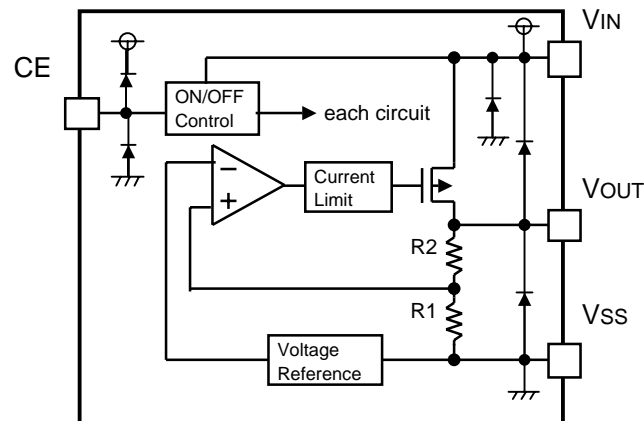 VIN
CE
ON/OFF
Control
each circuit
−
+
Current
Limit
VOUT
R2
R1
VSS
Voltage
Reference